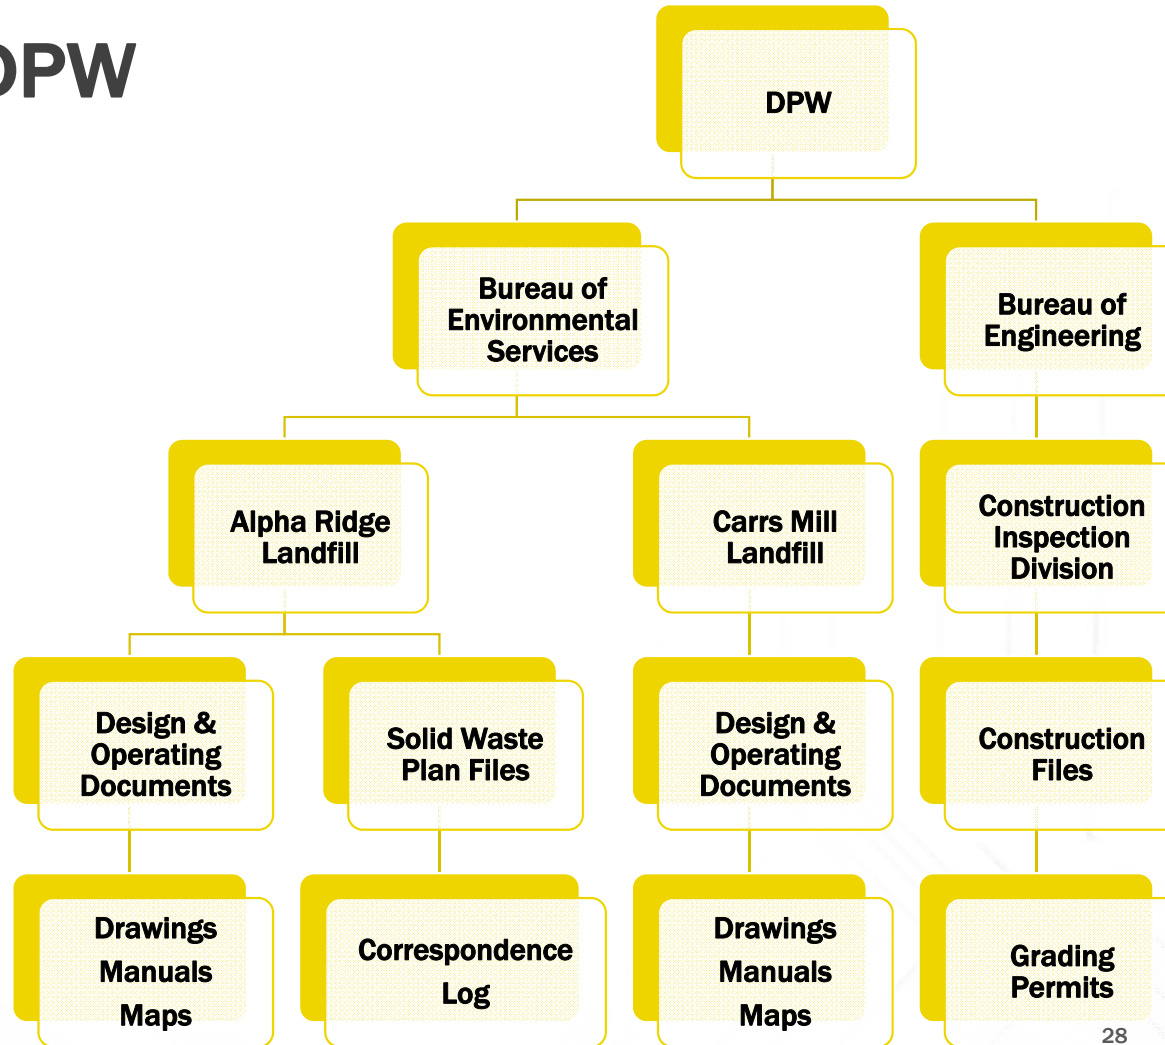 DPW
DPW
Bureau of
Environmental
Services
Bureau of
Engineering
Alpha Ridge
Landfill
Carrs Mill
Landfill
Construction
Inspection
Division
Design &
Operating
Documents
Solid Waste
Plan Files
Design &
Operating
Documents
Construction
Files
Drawings
Manuals
Maps
Correspondence
Log
Drawings
Manuals
Maps
Grading
Permits
28